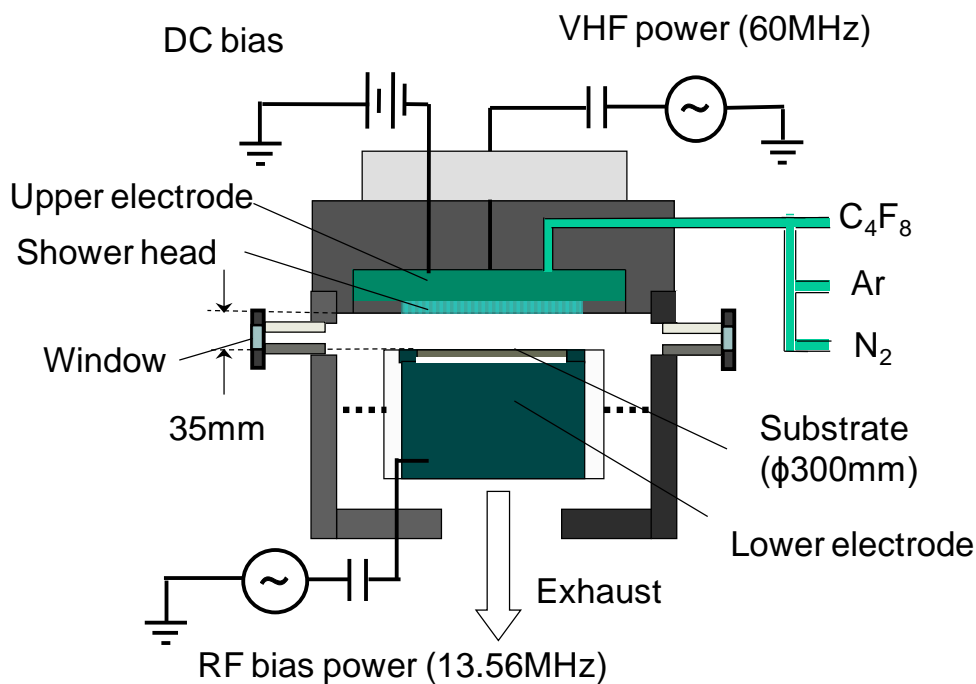 DC bias
VHF power (60MHz)
Upper electrode
Shower head
C₄F₈
Ar
N₂
Window
35mm
Substrate
(ϕ300mm)
Lower electrode
Exhaust
RF bias power (13.56MHz)